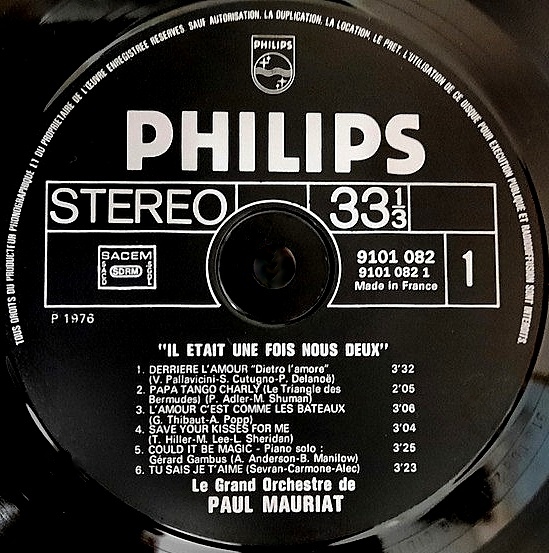 TOUS DROITS DU PRODUCTEUR PHONOGRAPHIQUE ET DU PROPRIETAIRE DE L'ŒUVRE ENREGISTREE RESERVES SAUF AUTORISATION. LA DUPLICATION, LA LOCATION, LE PRET, L'UTILISATION DE CE DISQUE POUR EXECUTION PUBLIQUE ET RADIODIFFUSION SONT INTERDITS.
PHILIPS
PHILIPS
STEREO
33 1/3
SACEM
SACD
SDRM
SGDL
9101 082
9101 082 1
Made in France
1
P 1976
"IL ETAIT UNE FOIS NOUS DEUX"
1. DERRIERE L'AMOUR "Dietro l'amore" 3'32
(V. Pallavicini-S. Cutugno-P. Delanoë)
2. PAPA TANGO CHARLY (Le Triangle des 2'05
Bermudes) (P. Adler-M. Shuman)
3. L'AMOUR C'EST COMME LES BATEAUX 3'06
(G. Thibaut-A. Popp)
4. SAVE YOUR KISSES FOR ME 3'04
(T. Hiller-M. Lee-L. Sheridan)
5. COULD IT BE MAGIC - Piano solo : 3'25
Gérard Gambus (A. Anderson-B. Manilow)
6. TU SAIS JE T'AIME (Sevran-Carmone-Alec) 3'23
Le Grand Orchestre de
PAUL MAURIAT